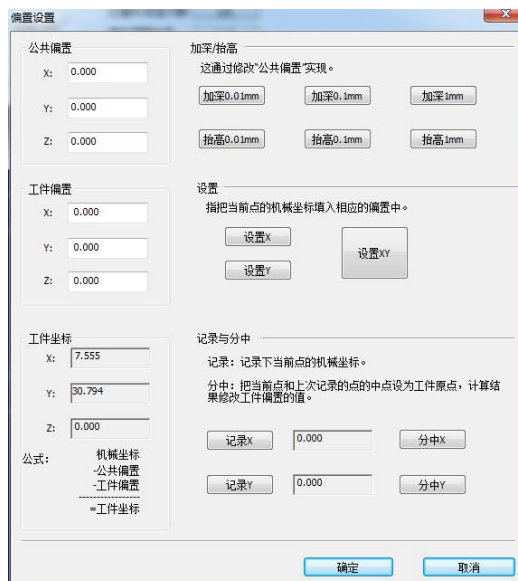 偏置设置
公共偏置
X: 0.000
Y: 0.000
Z: 0.000
加深/抬高
这通过修改"公共偏置"实现。
加深0.01mm 加深0.1mm 加深1mm
抬高0.01mm 抬高0.1mm 抬高1mm
工件偏置
X: 0.000
Y: 0.000
Z: 0.000
设置
指把当前点的机械坐标填入相应的偏置中。
设置X
设置Y
设置XY
工件坐标
X: 7.555
Y: 30.794
Z: 0.000
公式: 机械坐标
-公共偏置
-工件偏置
----------------
=工件坐标
记录与分中
记录: 记录下当前点的机械坐标。
分中: 把当前点和上次记录的点的中点设为工件原点, 计算结
果修改工件偏置的值。
记录X 0.000 分中X
记录Y 0.000 分中Y
确定 取消